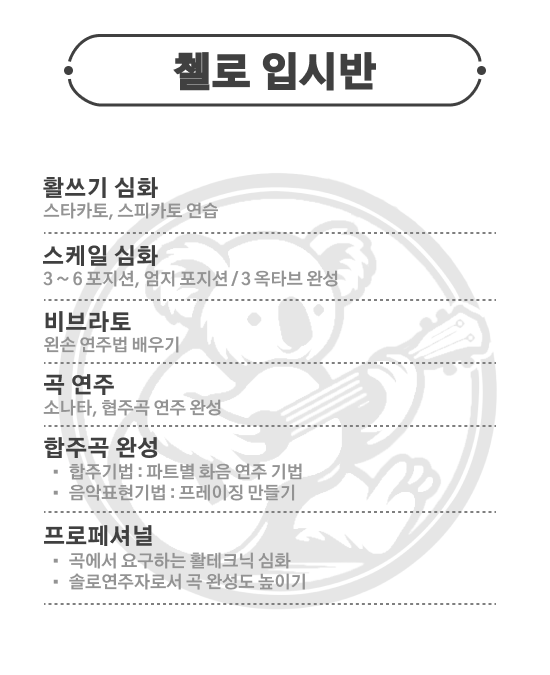 첼로 입시반
활쓰기 심화
스타카토, 스피카토 연습
스케일 심화
3 ~ 6 포지션, 엄지 포지션 / 3 옥타브 완성
비브라토
왼손 연주법 배우기
곡 연주
소나타, 협주곡 연주 완성
합주곡 완성
▪ 합주기법 : 파트별 화음 연주 기법
▪ 음악표현기법 : 프레이징 만들기
프로페셔널
▪ 곡에서 요구하는 활테크닉 심화
▪ 솔로연주자로서 곡 완성도 높이기